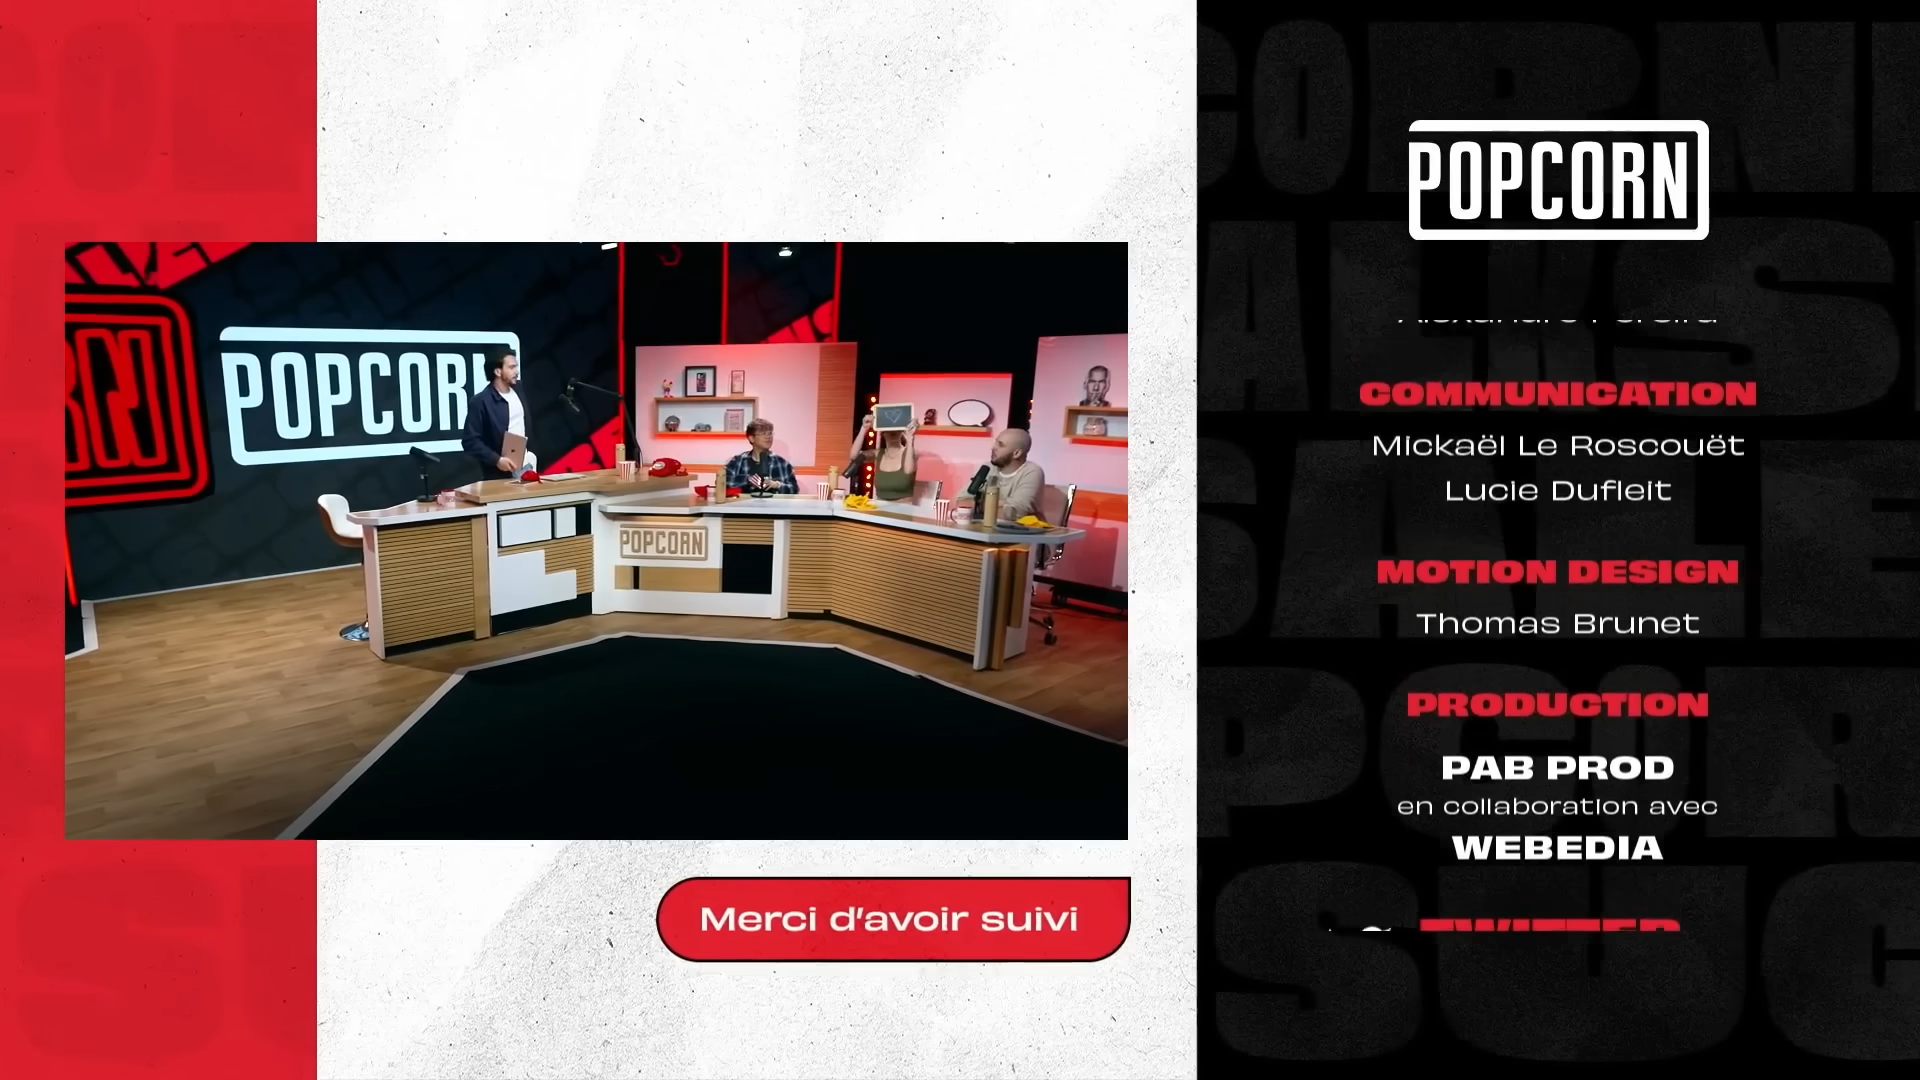 POPCORN
POPCORN
Merci d'avoir suivi
POPCORN
COMMUNICATION
Mickaël Le Roscouët
Lucie Dufleit
MOTION DESIGN
Thomas Brunet
PRODUCTION
PAB PROD
en collaboration avec
WEBEDIA
TWITTER